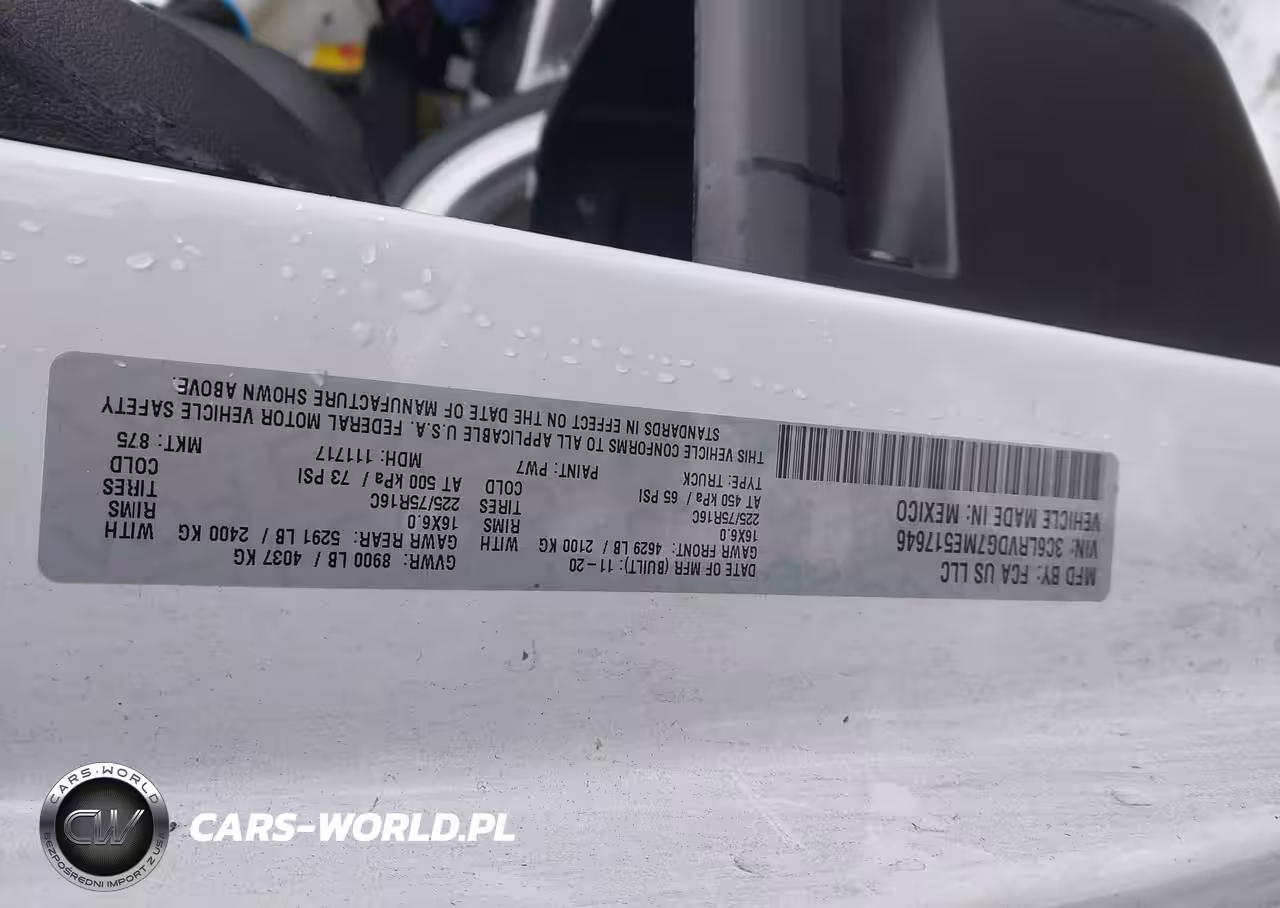 MFD BY: FCA US LLC
VIN: 3C6LRVDG7ME517646
VEHICLE MADE IN: MEXICO
DATE OF MFR (BUILT): 11-20
GAWR FRONT: 4629 LB / 2100 KG
WITH
16X6.0
RIMS
225/75R16C
TIRES
AT 450 kPa / 65 PSI
COLD
TYPE: TRUCK
PAINT: PW7
GVWR: 8900 LB / 4037 KG
GAWR REAR: 5291 LB / 2400 KG
WITH
16X6.0
RIMS
225/75R16C
TIRES
AT 500 kPa / 73 PSI
COLD
MDH: 111717
MKT: 875
THIS VEHICLE CONFORMS TO ALL APPLICABLE U.S.A. FEDERAL MOTOR VEHICLE SAFETY
STANDARDS IN EFFECT ON THE DATE OF MANUFACTURE SHOWN ABOVE.
CARS-WORLD
CW
BEZPOŚREDNI IMPORT Z USA
CARS-WORLD.PL